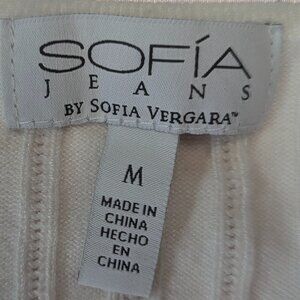 SOFÍA
JEANS
BY SOFIA VERGARA™
M
MADE IN
CHINA
HECHO
EN
CHINA